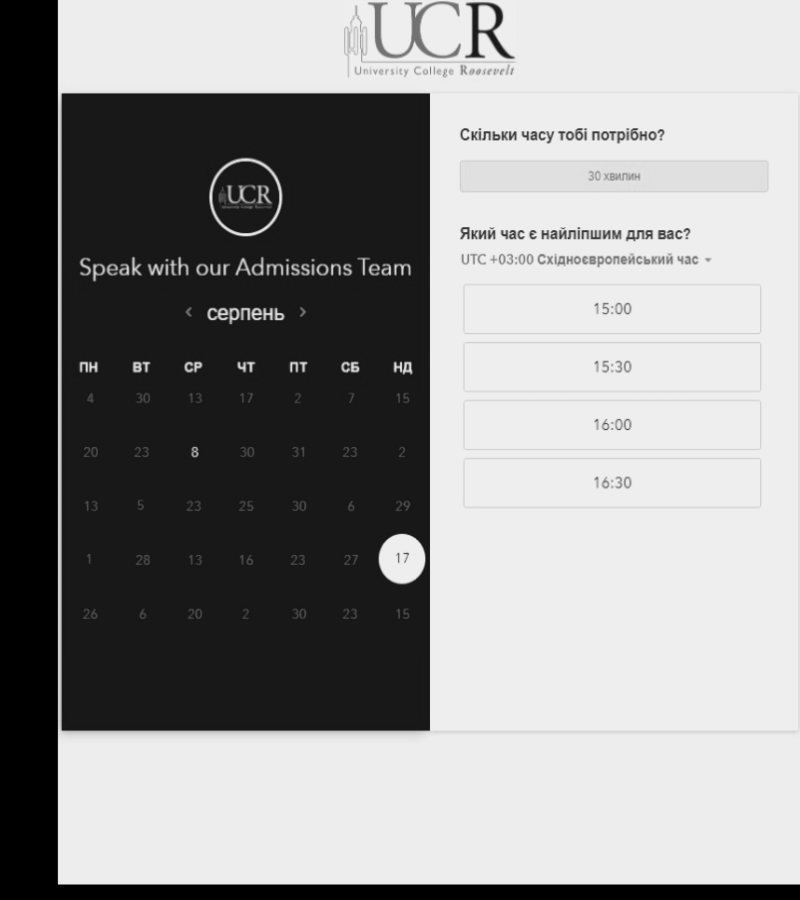 UCR
University College Roosevelt
UCR
Speak with our Admissions Team
серпень
ПН ВТ СР ЧТ ПТ СБ НД
4 30 13 17 2 7 15
20 23 8 30 31 23 2
13 5 23 25 30 6 29
1 28 13 16 23 27 17
26 6 20 2 30 23 15
Скільки часу тобі потрібно?
30 хвилин
Який час є найліпшим для вас?
UTC +03:00 Східноєвропейський час
15:00
15:30
16:00
16:30